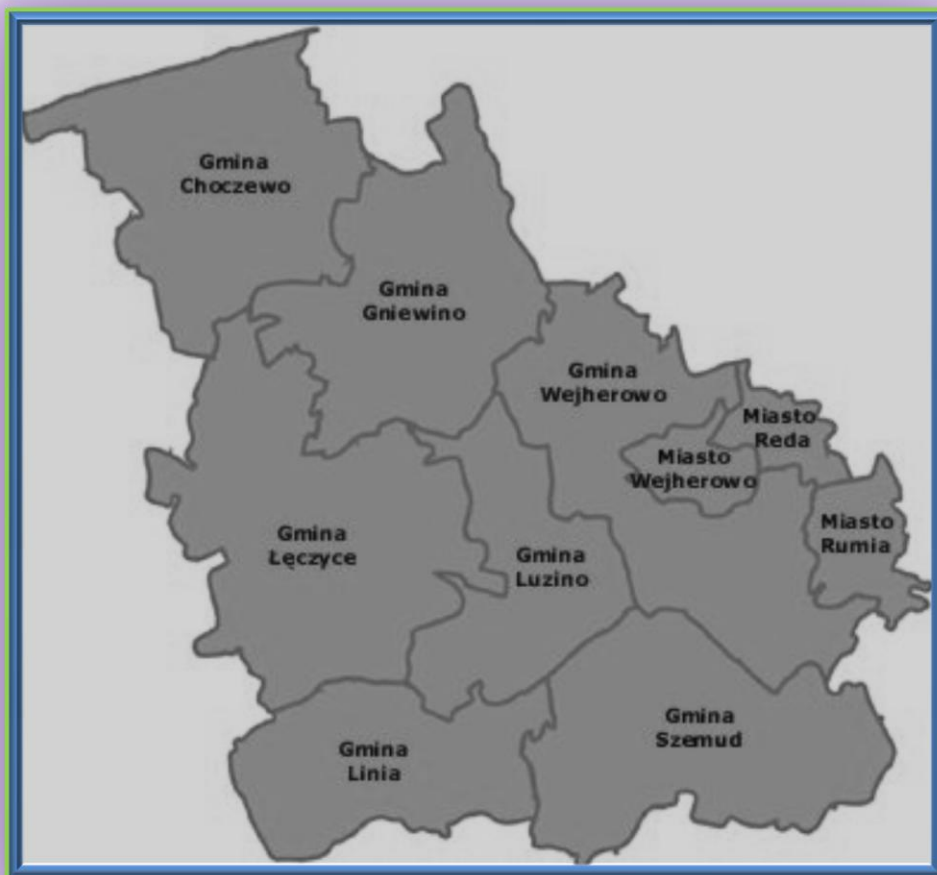 Gmina
Choczewo
Gmina
Gniewino
Gmina
Wejherowo
Miasto
Reda
Miasto
Wejherowo
Miasto
Rumia
Gmina
Łęczyce
Gmina
Luzino
Gmina
Szemud
Gmina
Linia